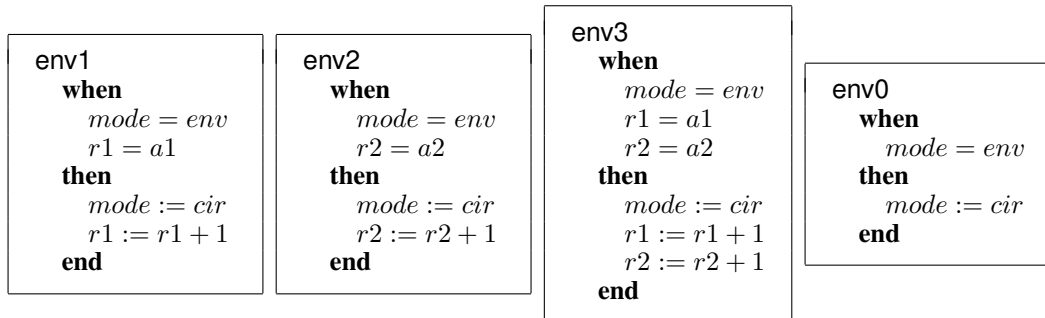 env1
when
mode = env
r1 = a1
then
mode := cir
r1 := r1 + 1
end
env2
when
mode = env
r2 = a2
then
mode := cir
r2 := r2 + 1
end
env3
when
mode = env
r1 = a1
r2 = a2
then
mode := cir
r1 := r1 + 1
r2 := r2 + 1
end
env0
when
mode = env
then
mode := cir
end